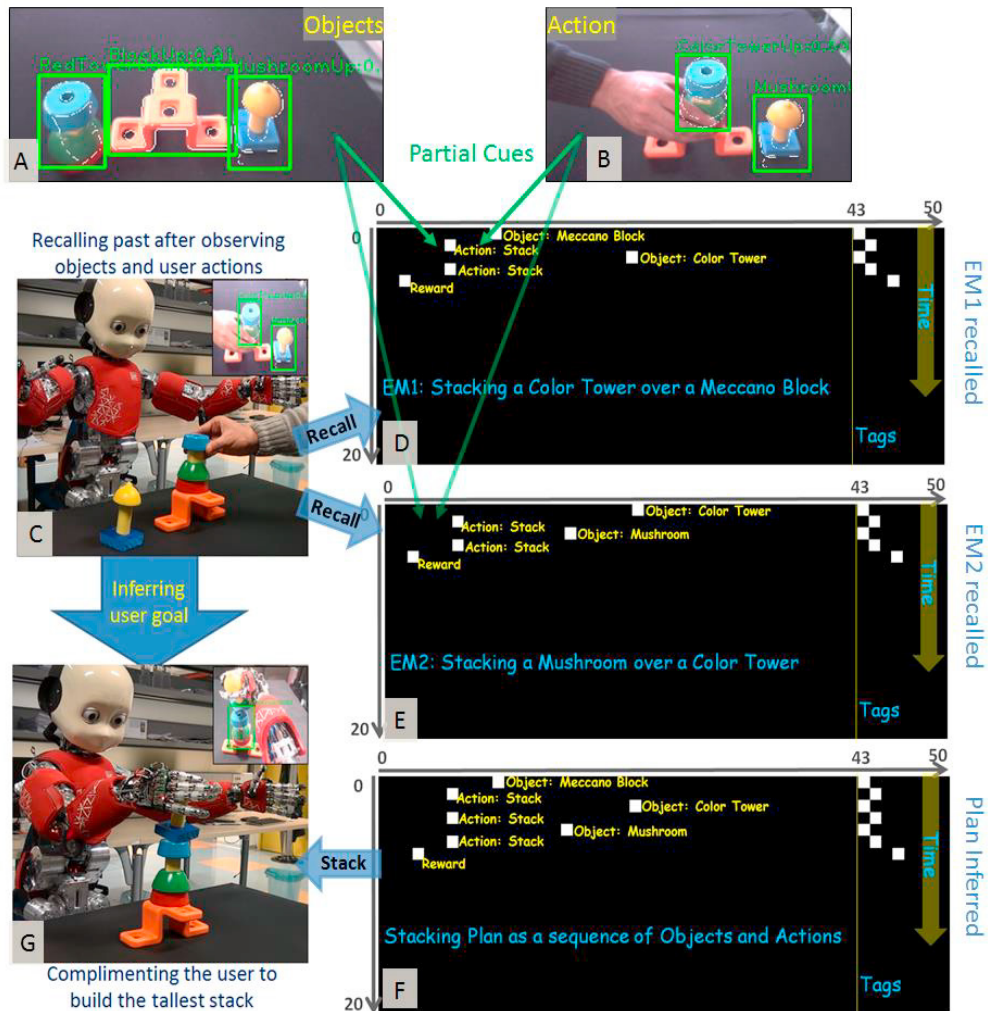 Objects
Action
BlockUp:0.91
A
B
MushroomUp:0.
Partial Cues
0
43
50
Recalling past after observing
objects and user actions
0
Object: Meccano Block
Action: Stack
Object: Color Tower
Action: Stack
Reward
Time
EM1 recalled
EM1: Stacking a Color Tower over a Meccano Block
Recall
D
Tags
20
C
0
43
50
Recall
0
Object: Color Tower
Action: Stack
Object: Mushroom
Action: Stack
Reward
Time
EM2 recalled
Inferring
user goal
EM2: Stacking a Mushroom over a Color Tower
E
Tags
20
0
43
50
0
Object: Meccano Block
Action: Stack
Object: Color Tower
Action: Stack
Object: Mushroom
Action: Stack
Reward
Time
Plan Inferred
Stack
Stacking Plan as a sequence of Objects and Actions
G
F
Tags
20
Complimenting the user to
build the tallest stack